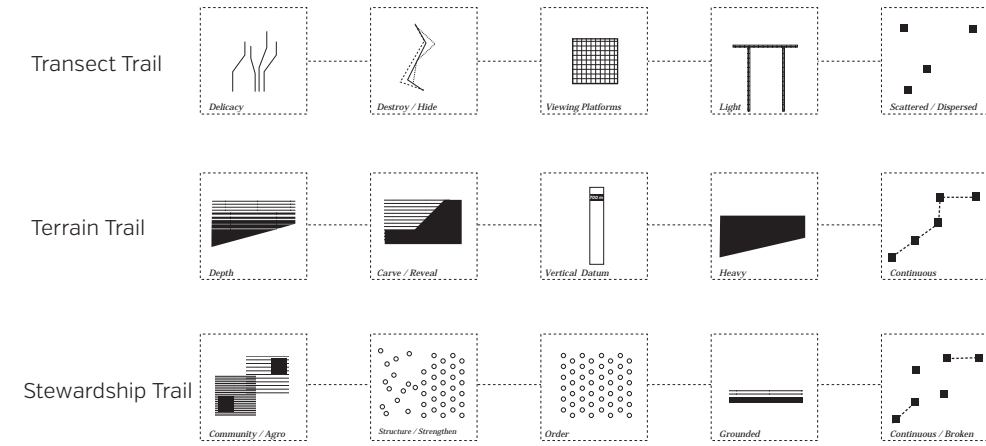 Transect Trail
Delicacy
Destroy / Hide
Viewing Platforms
Light
Scattered / Dispersed
Terrain Trail
700 m
Depth
Carve / Reveal
Vertical Datum
Heavy
Continuous
Stewardship Trail
Community / Agro
Structure / Strengthen
Order
Grounded
Continuous / Broken